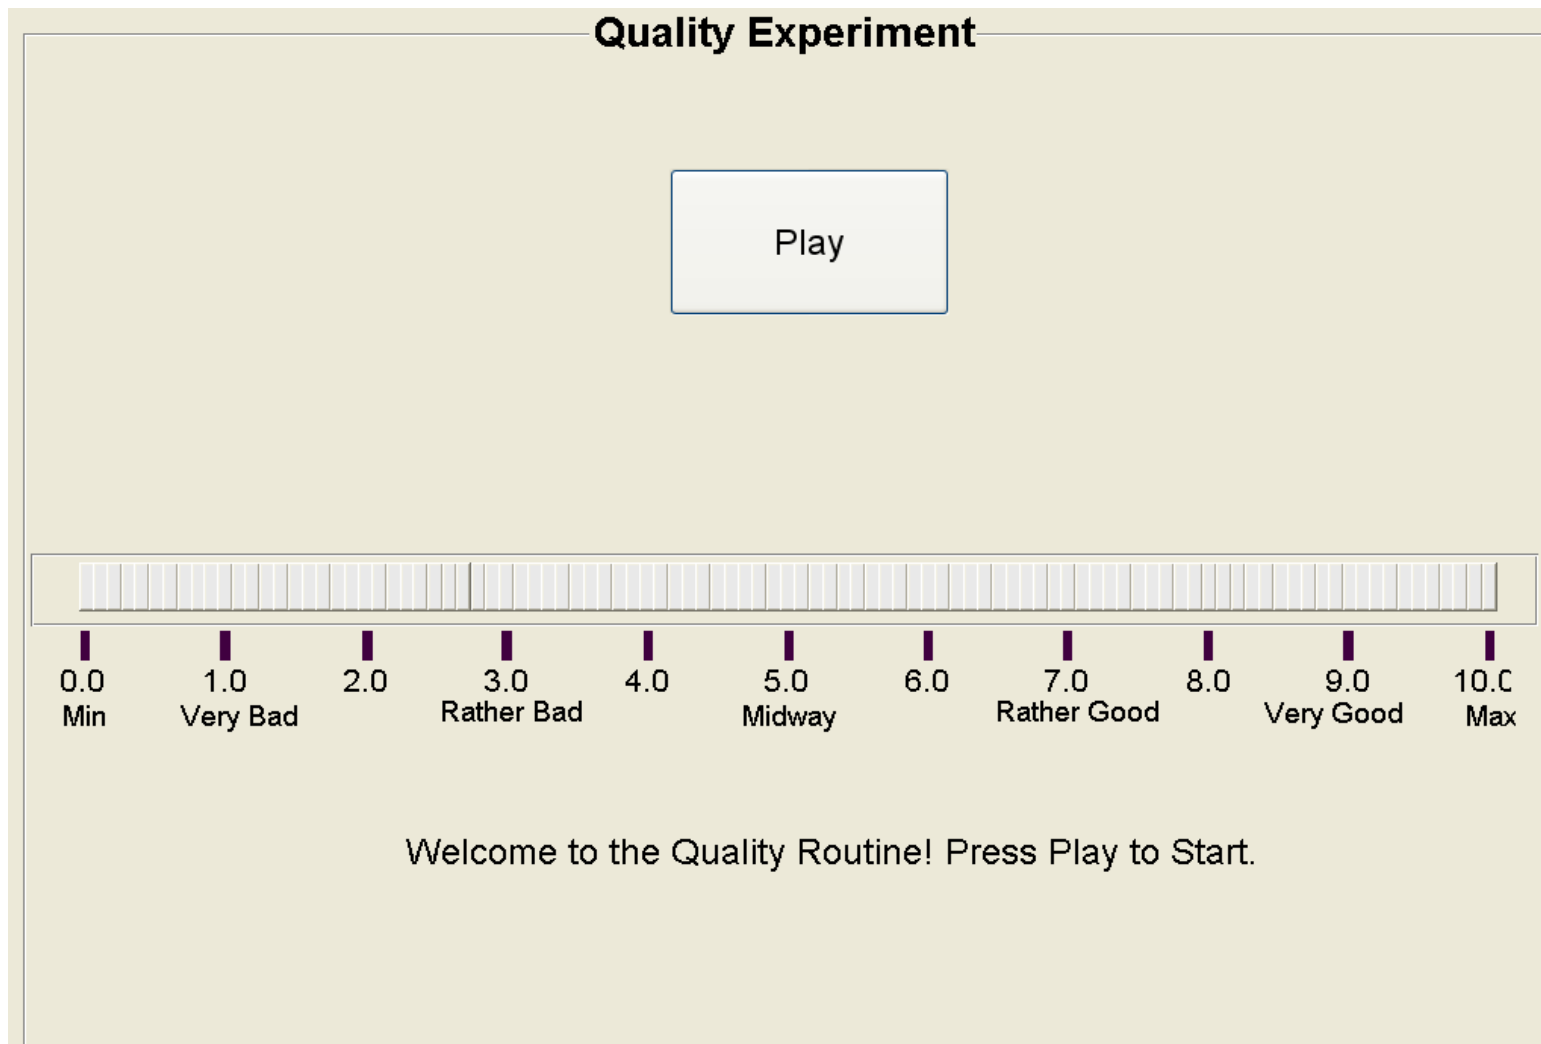 Quality Experiment
Play
0.0 1.0 2.0 3.0 4.0 5.0 6.0 7.0 8.0 9.0 10.0
Min Very Bad Rather Bad Midway Rather Good Very Good Max
Welcome to the Quality Routine! Press Play to Start.